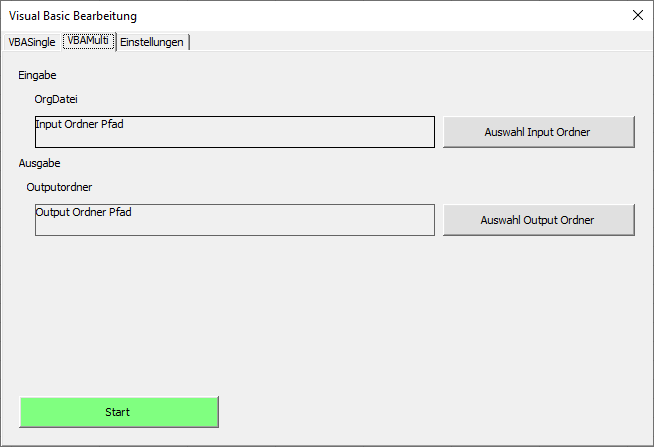 Visual Basic Bearbeitung
VBASingle VBAMulti Einstellungen
Eingabe
OrgDatei
Input Ordner Pfad Auswahl Input Ordner
Ausgabe
Outputordner
Output Ordner Pfad Auswahl Output Ordner
Start